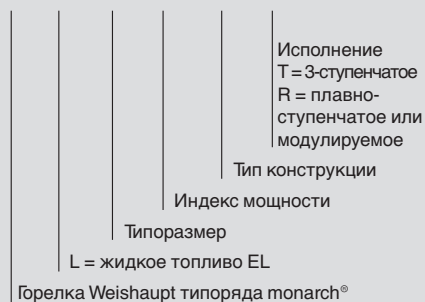 Исполнение
T = 3-ступенчатое
R = плавно-
ступенчатое или
модулируемое
Тип конструкции
Индекс мощности
Типоразмер
L = жидкое топливо EL
Горелка Weishaupt типоряда monarch®